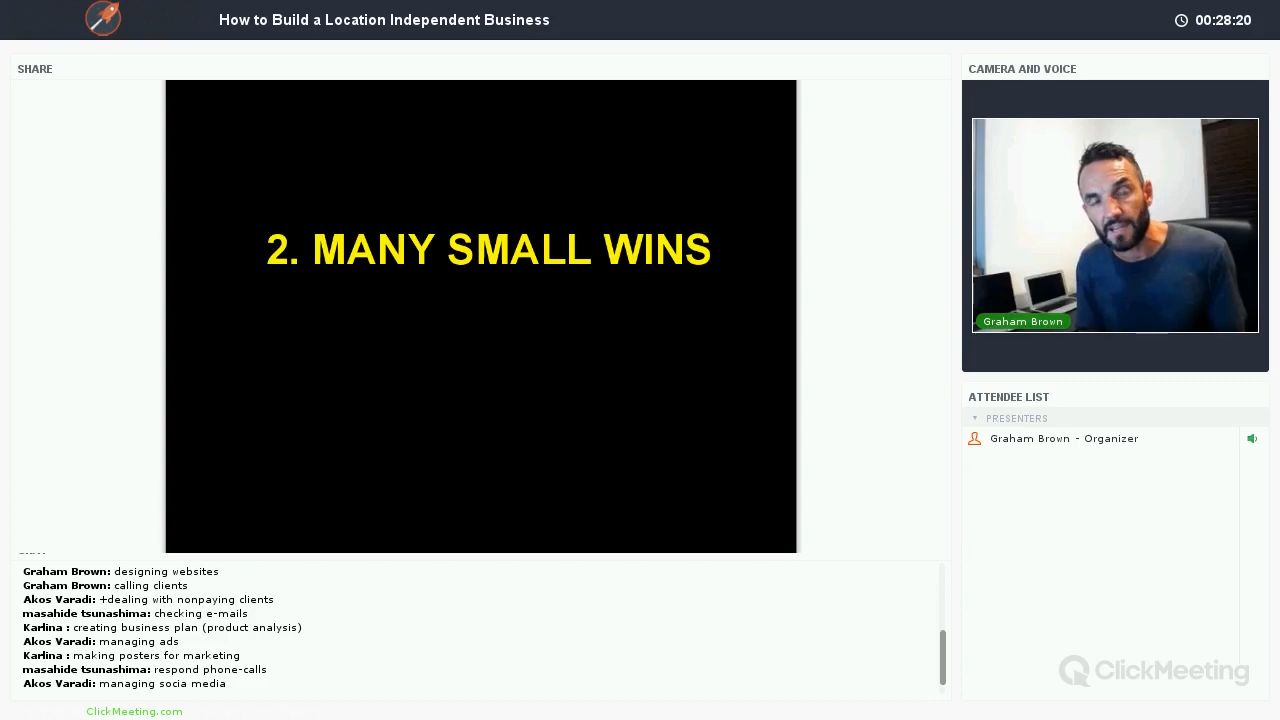 How to Build a Location Independent Business
00:28:20
SHARE
CAMERA AND VOICE
2. MANY SMALL WINS
Graham Brown
ATTENDEE LIST
PRESENTERS
Graham Brown - Organizer
Graham Brown: designing websites
Graham Brown: calling clients
Akos Varadi: +dealing with nonpaying clients
masahide tsunashima: checking e-mails
Karlina : creating business plan (product analysis)
Akos Varadi: managing ads
Karlina : making posters for marketing
masahide tsunashima: respond phone-calls
Akos Varadi: managing socia media
ClickMeeting
ClickMeeting.com